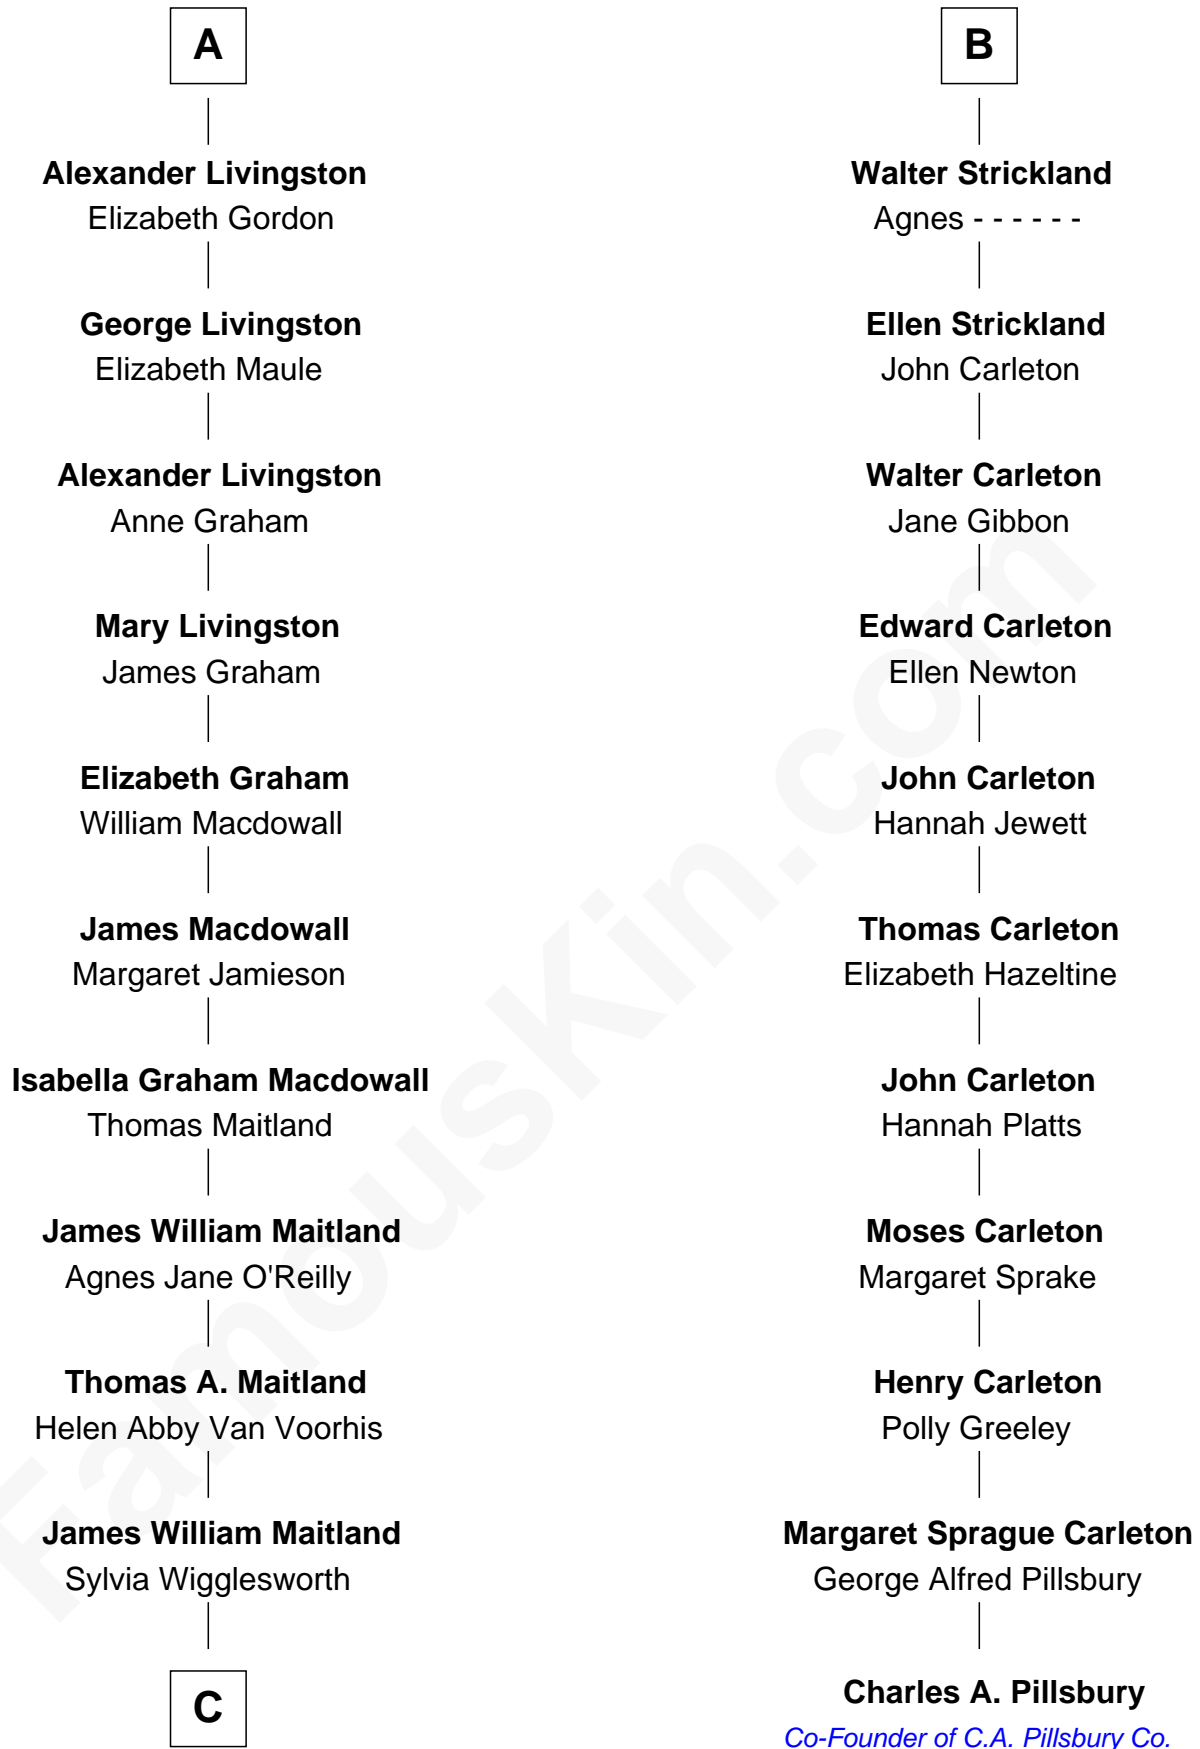 A
Alexander Livingston
Elizabeth Gordon
George Livingston
Elizabeth Maule
Alexander Livingston
Anne Graham
Mary Livingston
James Graham
Elizabeth Graham
William Macdowall
James Macdowall
Margaret Jamieson
Isabella Graham Macdowall
Thomas Maitland
James William Maitland
Agnes Jane O'Reilly
Thomas A. Maitland
Helen Abby Van Voorhis
James William Maitland
Sylvia Wigglesworth
C
B
Walter Strickland
Agnes - - - - - -
Ellen Strickland
John Carleton
Walter Carleton
Jane Gibbon
Edward Carleton
Ellen Newton
John Carleton
Hannah Jewett
Thomas Carleton
Elizabeth Hazeltine
John Carleton
Hannah Platts
Moses Carleton
Margaret Sprake
Henry Carleton
Polly Greeley
Margaret Sprague Carleton
George Alfred Pillsbury
Charles A. Pillsbury
Co-Founder of C.A. Pillsbury Co.
FamousKin.com